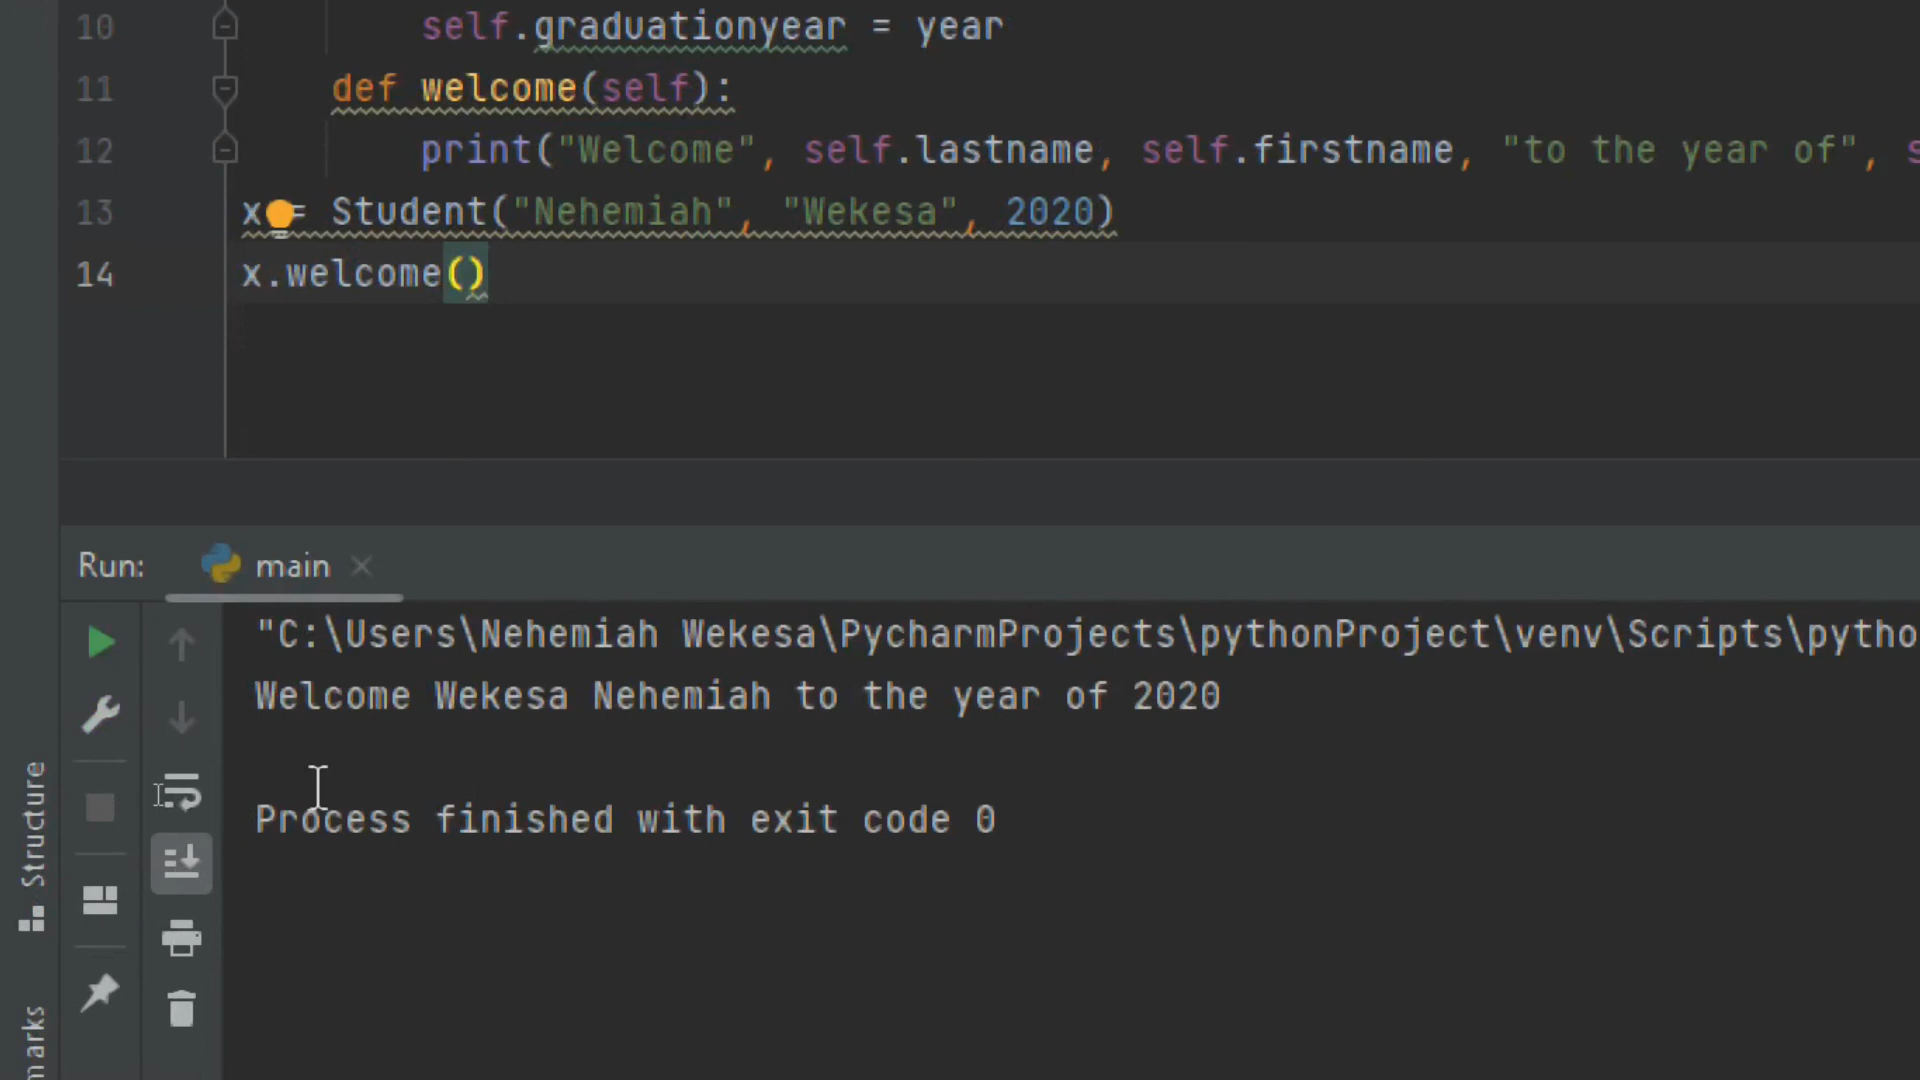 10 self.graduationyear = year
11 def welcome(self):
12 print("Welcome", self.lastname, self.firstname, "to the year of", s
13 x = Student("Nehemiah", "Wekesa", 2020)
14 x.welcome()
Run: main
"C:\Users\Nehemiah Wekesa\PycharmProjects\pythonProject\venv\Scripts\pytho
Welcome Wekesa Nehemiah to the year of 2020
Process finished with exit code 0
Structure
marks